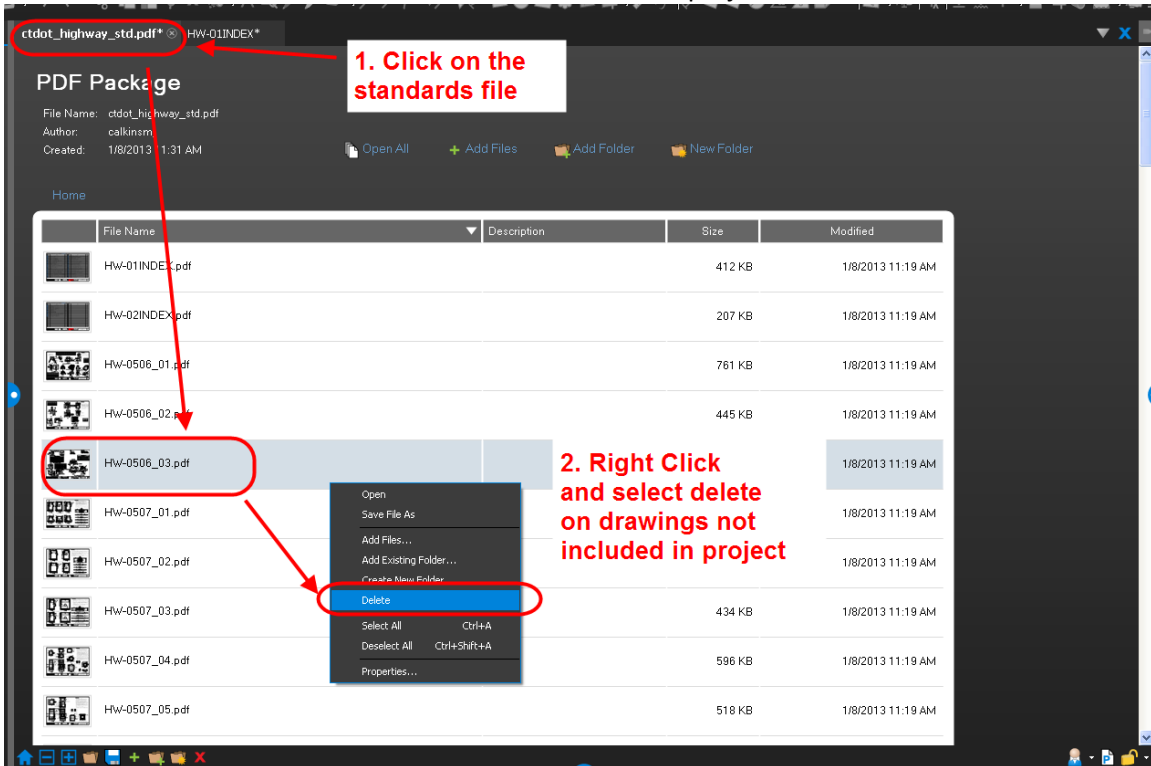 ctdot_highway_std.pdf* HW-01INDEX*
1. Click on the
standards file
PDF Package
File Name: ctdot_highway_std.pdf
Author: calkinsm
Created: 1/8/2013 11:31 AM
Open All Add Files Add Folder New Folder
Home
File Name Description Size Modified
HW-01INDEX.pdf 412 KB 1/8/2013 11:19 AM
HW-02INDEX.pdf 207 KB 1/8/2013 11:19 AM
HW-0506_01.pdf 761 KB 1/8/2013 11:19 AM
HW-0506_02.pdf 445 KB 1/8/2013 11:19 AM
HW-0506_03.pdf 1/8/2013 11:19 AM
2. Right Click
and select delete
on drawings not
included in project
Open
Save File As
Add Files...
Add Existing Folder...
Create New Folder
Delete
Select All Ctrl+A
Deselect All Ctrl+Shift+A
Properties...
HW-0507_01.pdf 1/8/2013 11:19 AM
HW-0507_02.pdf 1/8/2013 11:19 AM
HW-0507_03.pdf 434 KB 1/8/2013 11:19 AM
HW-0507_04.pdf 596 KB 1/8/2013 11:19 AM
HW-0507_05.pdf 518 KB 1/8/2013 11:19 AM